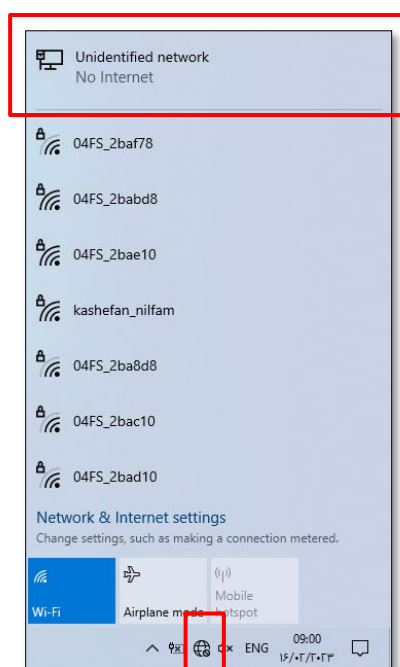 Unidentified network
No Internet
04FS_2baf78
04FS_2babd8
04FS_2bae10
kashefan_nilfam
04FS_2ba8d8
04FS_2bac10
04FS_2bad10
Network & Internet settings
Change settings, such as making a connection metered.
Mobile
Wi-Fi Airplane mode hotspot
09:00
ENG
۱۶/۰۲/۲۰۲۳